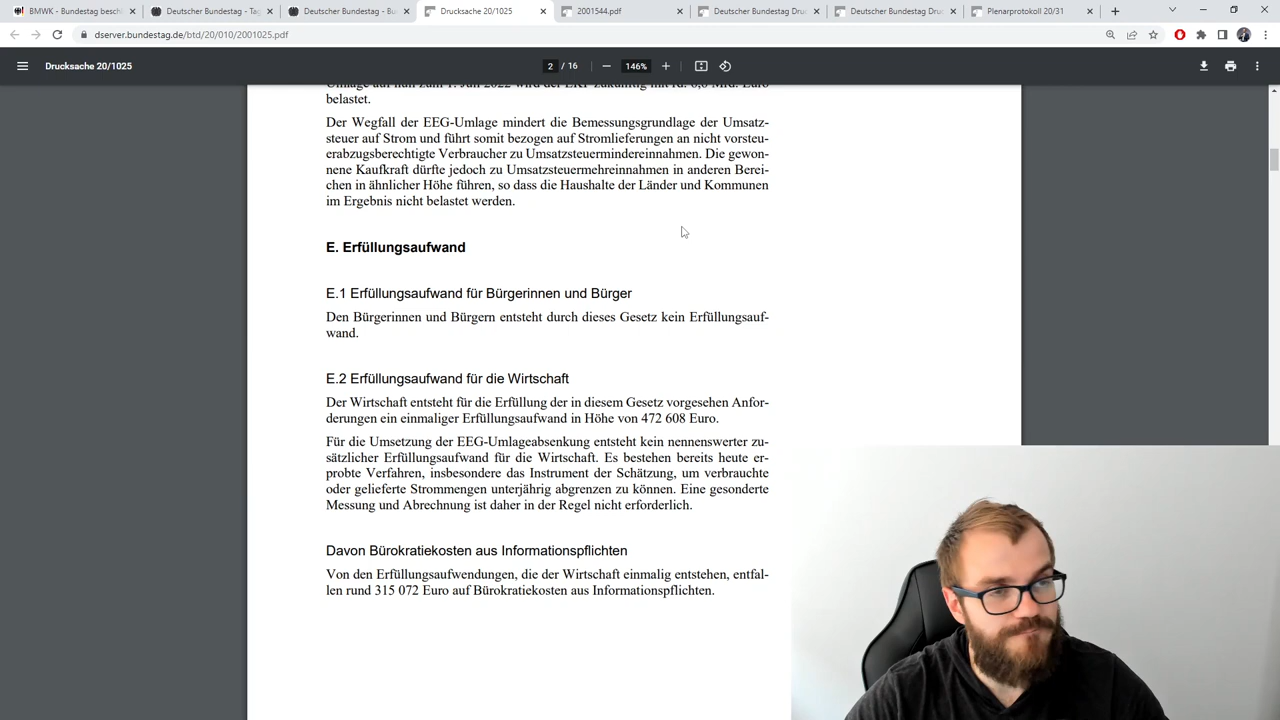 BMWK - Bundestag besch
Deutscher Bundestag - Tag
Deutscher Bundestag - Bu
Drucksache 20/1025
2001544.pdf
Deutscher Bundestag Druc
Deutscher Bundestag Druc
Plenarprotokoll 20/31
dserver.bundestag.de/btd/20/010/2001025.pdf
Drucksache 20/1025
2 / 16
146%
belastet.
Der Wegfall der EEG-Umlage mindert die Bemessungsgrundlage der Umsatz-
steuer auf Strom und führt somit bezogen auf Stromlieferungen an nicht vorsteu-
erabzugsberechtigte Verbraucher zu Umsatzsteuermindereinnahmen. Die gewon-
nene Kaufkraft dürfte jedoch zu Umsatzsteuermehreinnahmen in anderen Berei-
chen in ähnlicher Höhe führen, so dass die Haushalte der Länder und Kommunen
im Ergebnis nicht belastet werden.
E. Erfüllungsaufwand
E.1 Erfüllungsaufwand für Bürgerinnen und Bürger
Den Bürgerinnen und Bürgern entsteht durch dieses Gesetz kein Erfüllungsauf-
wand.
E.2 Erfüllungsaufwand für die Wirtschaft
Der Wirtschaft entsteht für die Erfüllung der in diesem Gesetz vorgesehen Anfor-
derungen ein einmaliger Erfüllungsaufwand in Höhe von 472 608 Euro.
Für die Umsetzung der EEG-Umlageabsenkung entsteht kein nennenswerter zu-
sätzlicher Erfüllungsaufwand für die Wirtschaft. Es bestehen bereits heute er-
probte Verfahren, insbesondere das Instrument der Schätzung, um verbrauchte
oder gelieferte Strommengen unterjährig abgrenzen zu können. Eine gesonderte
Messung und Abrechnung ist daher in der Regel nicht erforderlich.
Davon Bürokratiekosten aus Informationspflichten
Von den Erfüllungsaufwendungen, die der Wirtschaft einmalig entstehen, entfal-
len rund 315 072 Euro auf Bürokratiekosten aus Informationspflichten.